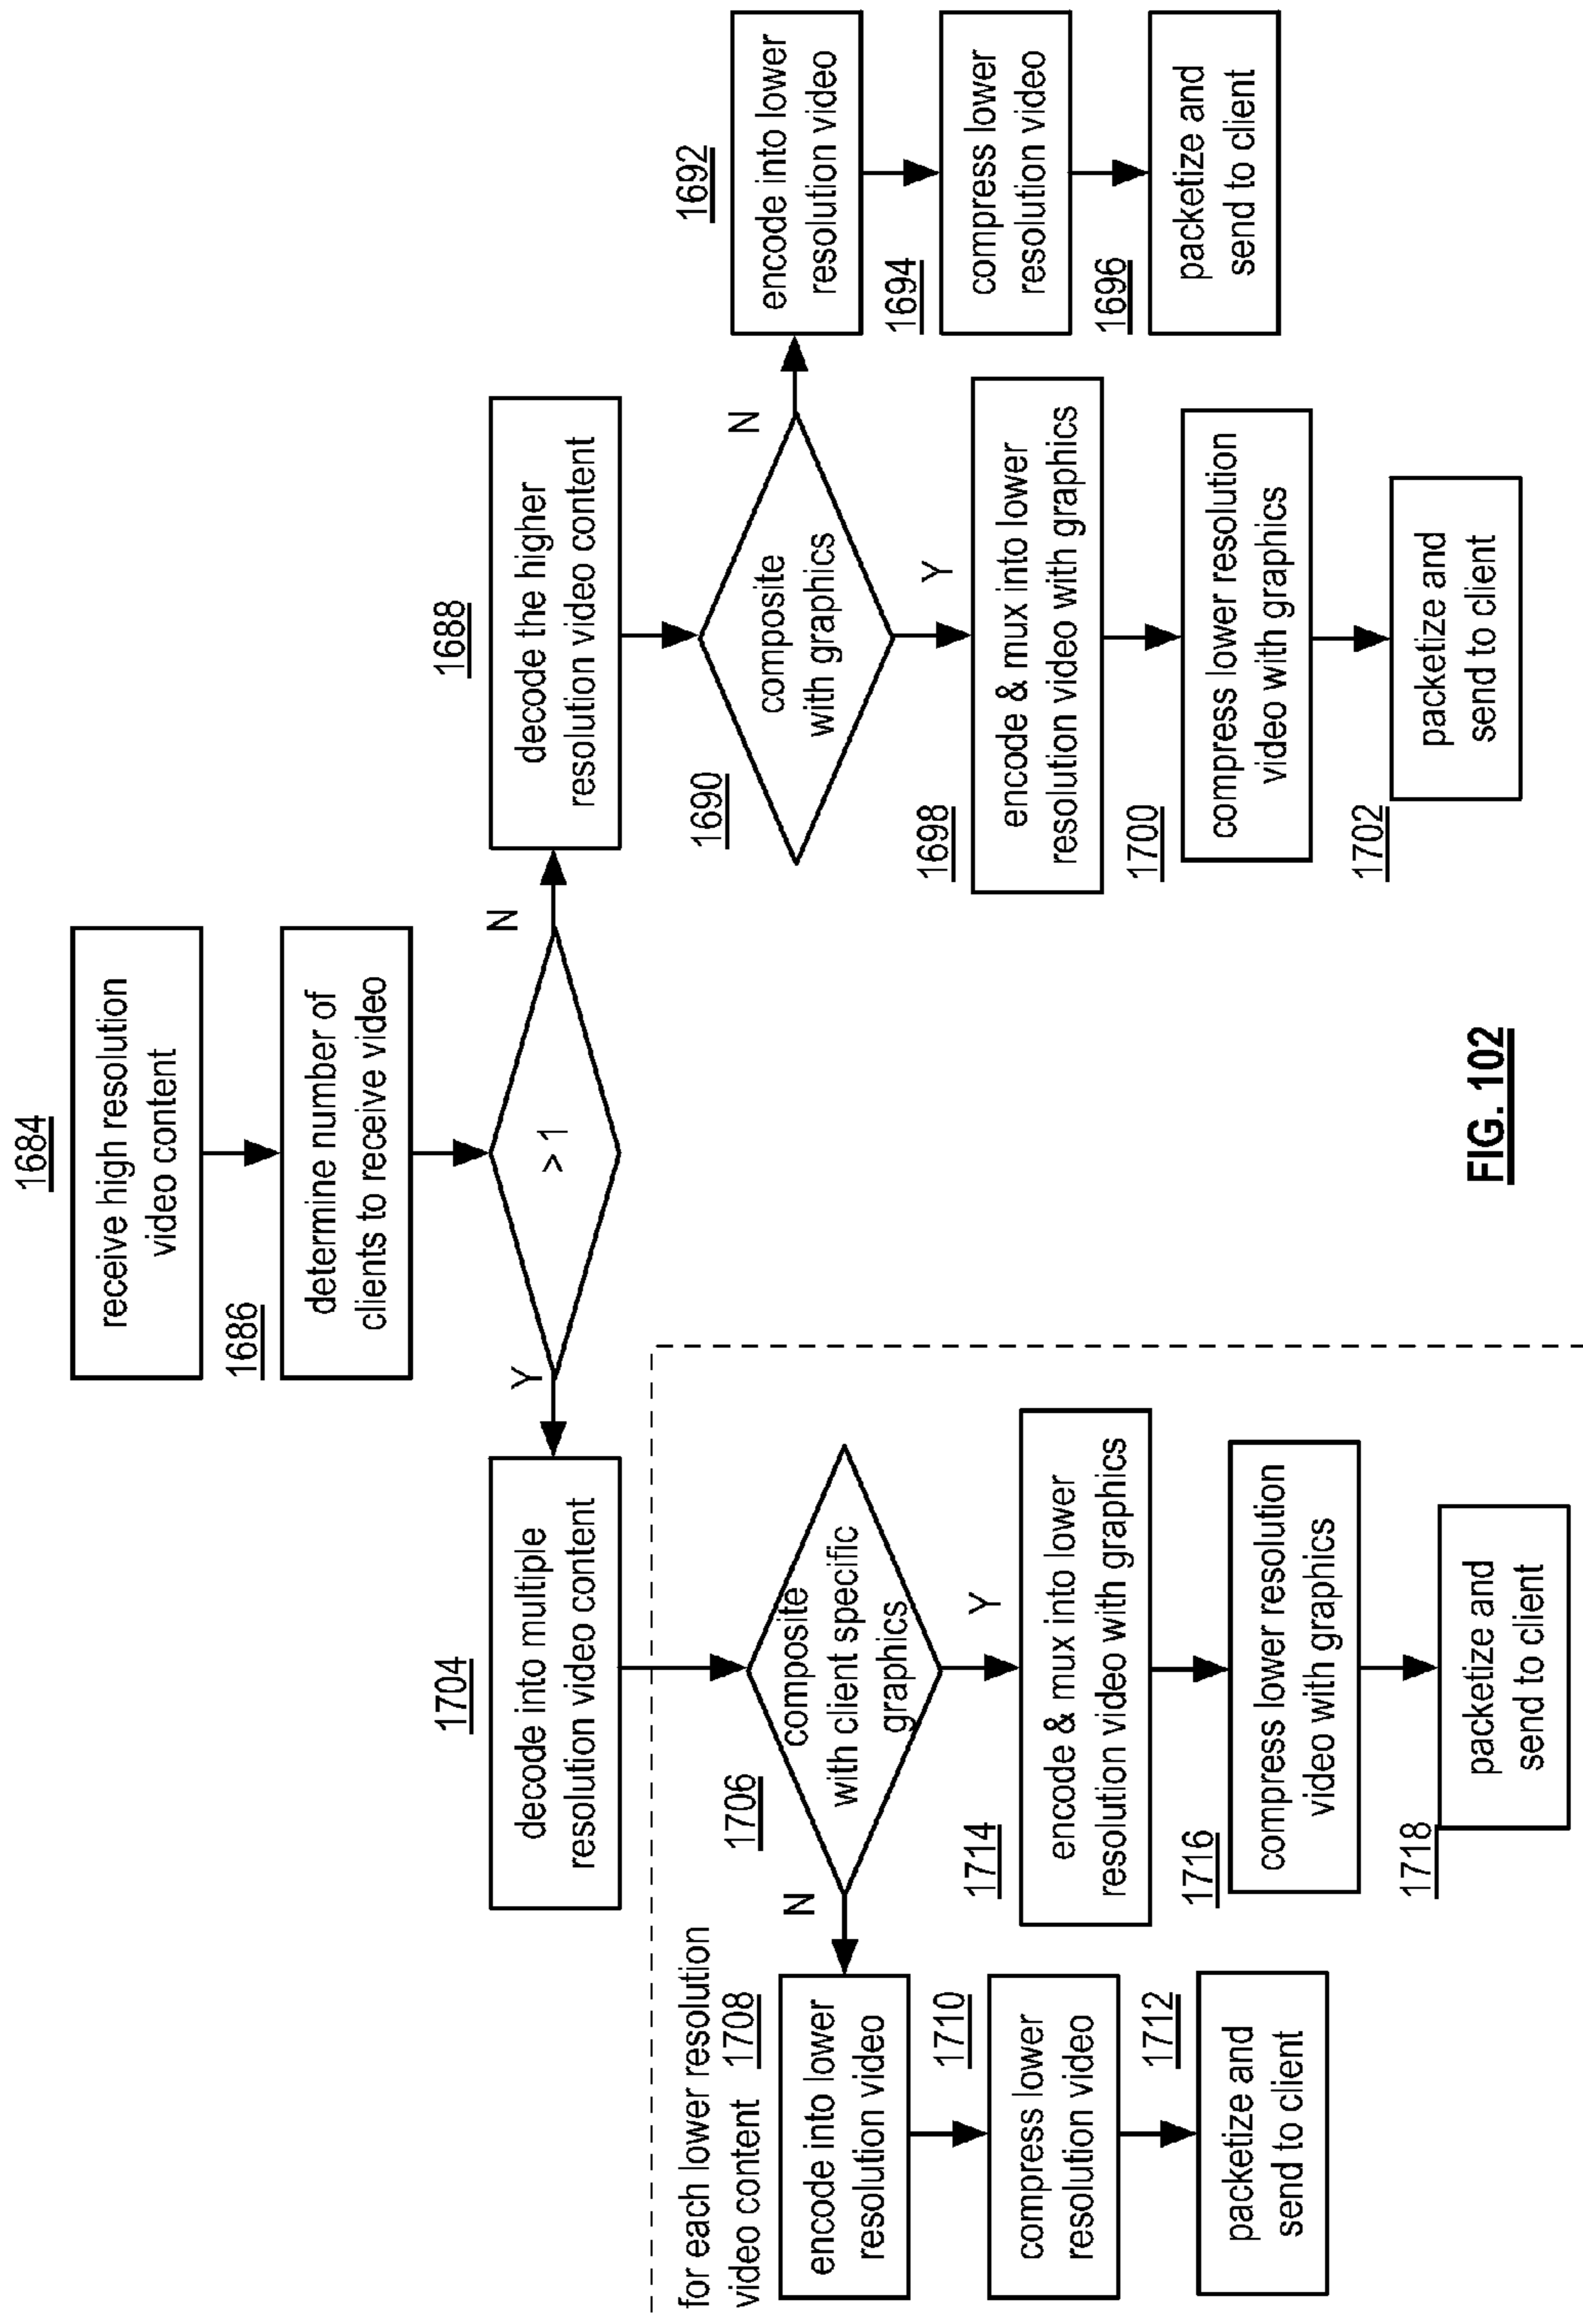 1684
receive high resolution
video content
1686
determine number of
clients to receive video
> 1
Y
N
1704
decode into multiple
resolution video content
1688
decode the higher
resolution video content
for each lower resolution
video content
1706
composite
with client specific
graphics
N
Y
1708
encode into lower
resolution video
1710
compress lower
resolution video
1712
packetize and
send to client
1714
encode & mux into lower
resolution video with graphics
1716
compress lower resolution
video with graphics
1718
packetize and
send to client
1690
composite
with graphics
N
Y
1692
encode into lower
resolution video
1694
compress lower
resolution video
1696
packetize and
send to client
1698
encode & mux into lower
resolution video with graphics
1700
compress lower resolution
video with graphics
1702
packetize and
send to client
FIG. 102